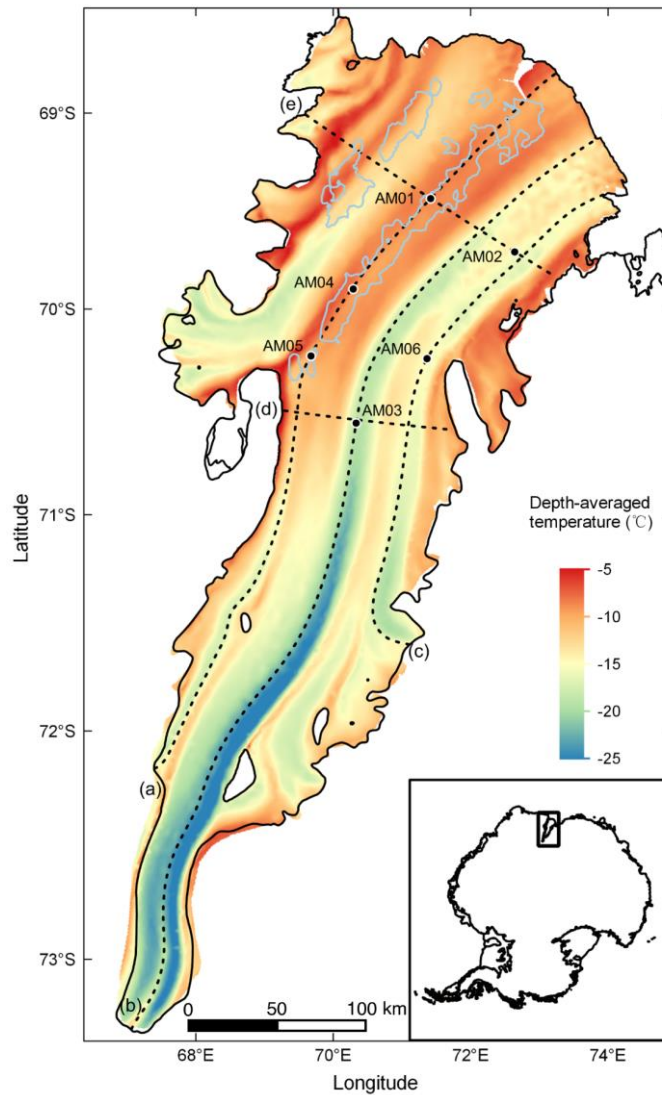 69°S
(e)
AM01
AM02
AM04
70°S
AM05
AM06
(d)
AM03
71°S
Latitude
Depth-averaged
temperature (℃)
-5
-10
-15
-20
-25
(c)
72°S
(a)
73°S
(b)
0 50 100 km
68°E 70°E 72°E 74°E
Longitude